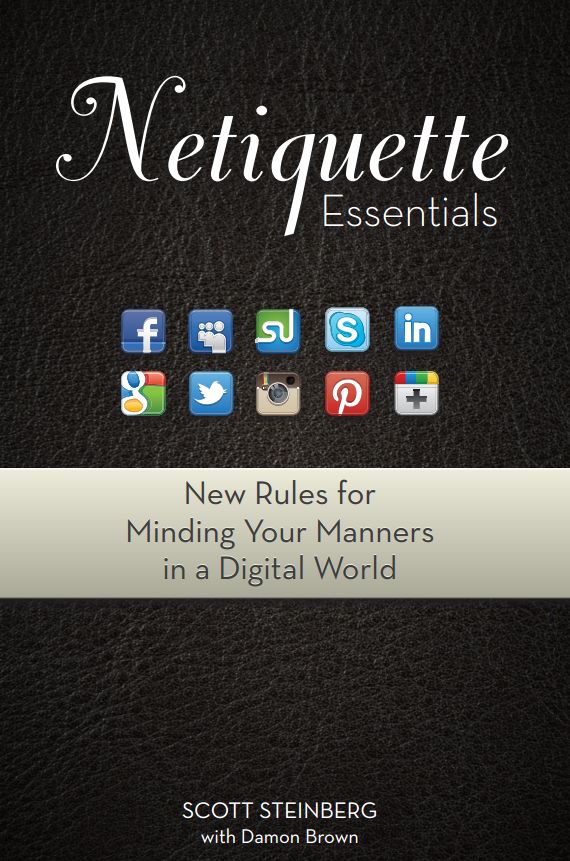 Netiquette
Essentials
New Rules for
Minding Your Manners
in a Digital World
SCOTT STEINBERG
with Damon Brown